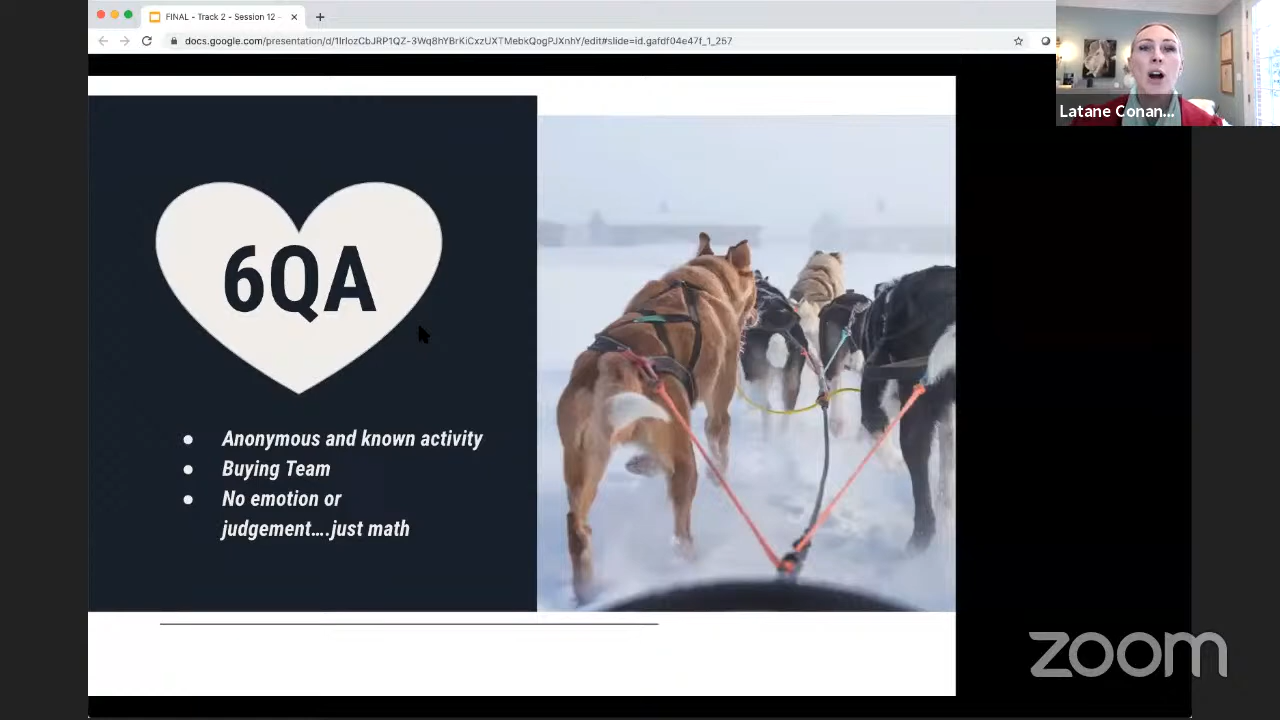 FINAL - Track 2 - Session 12 -
docs.google.com/presentation/d/1IrlozCbJRP1QZ-3Wq8hYBrKiCxzUXTMebkQogPJXnhY/edit#slide=id.gafdf04e47f_1_257
Latane Conan...
6QA
Anonymous and known activity
Buying Team
No emotion or
judgement....just math
zoom